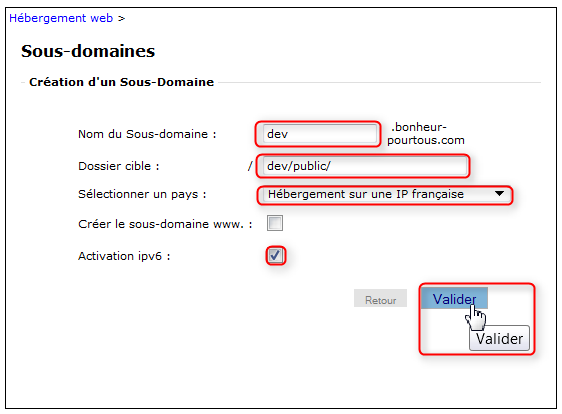 Hébergement web >
Sous-domaines
Création d'un Sous-Domaine
Nom du Sous-domaine : dev .bonheur-
pourtous.com
Dossier cible : / dev/public/
Sélectionner un pays : Hébergement sur une IP française
Créer le sous-domaine www. :
Activation ipv6 :
Retour Valider
Valider